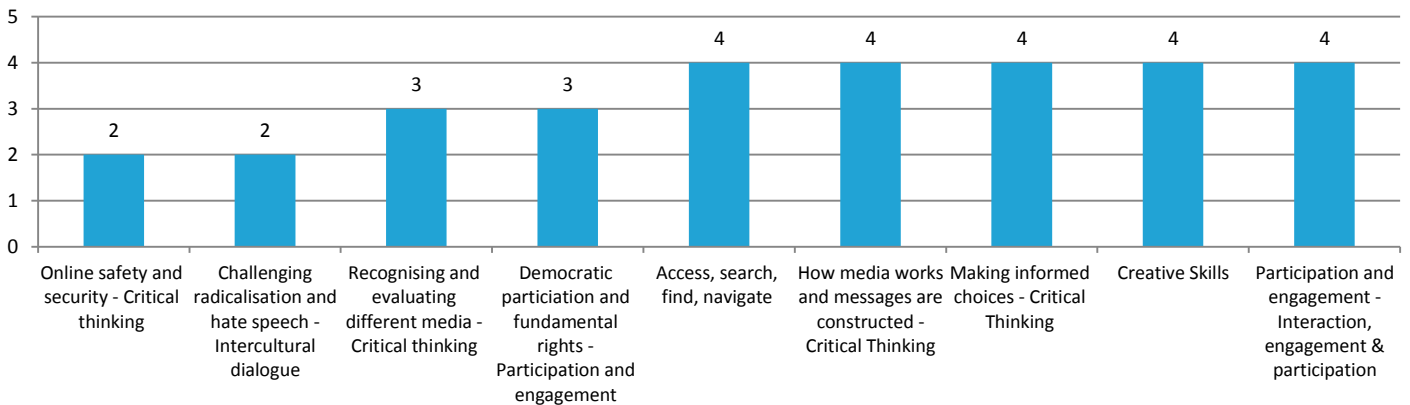 5
4
3
2
1
0
2
2
3
3
4
4
4
4
4
Online safety and
security - Critical
thinking
Challenging
radicalisation and
hate speech -
Intercultural
dialogue
Recognising and
evaluating
different media -
Critical thinking
Democratic
particiation and
fundamental
rights -
Participation and
engagement
Access, search,
find, navigate
How media works
and messages are
constructed -
Critical Thinking
Making informed
choices - Critical
Thinking
Creative Skills
Participation and
engagement -
Interaction,
engagement &
participation